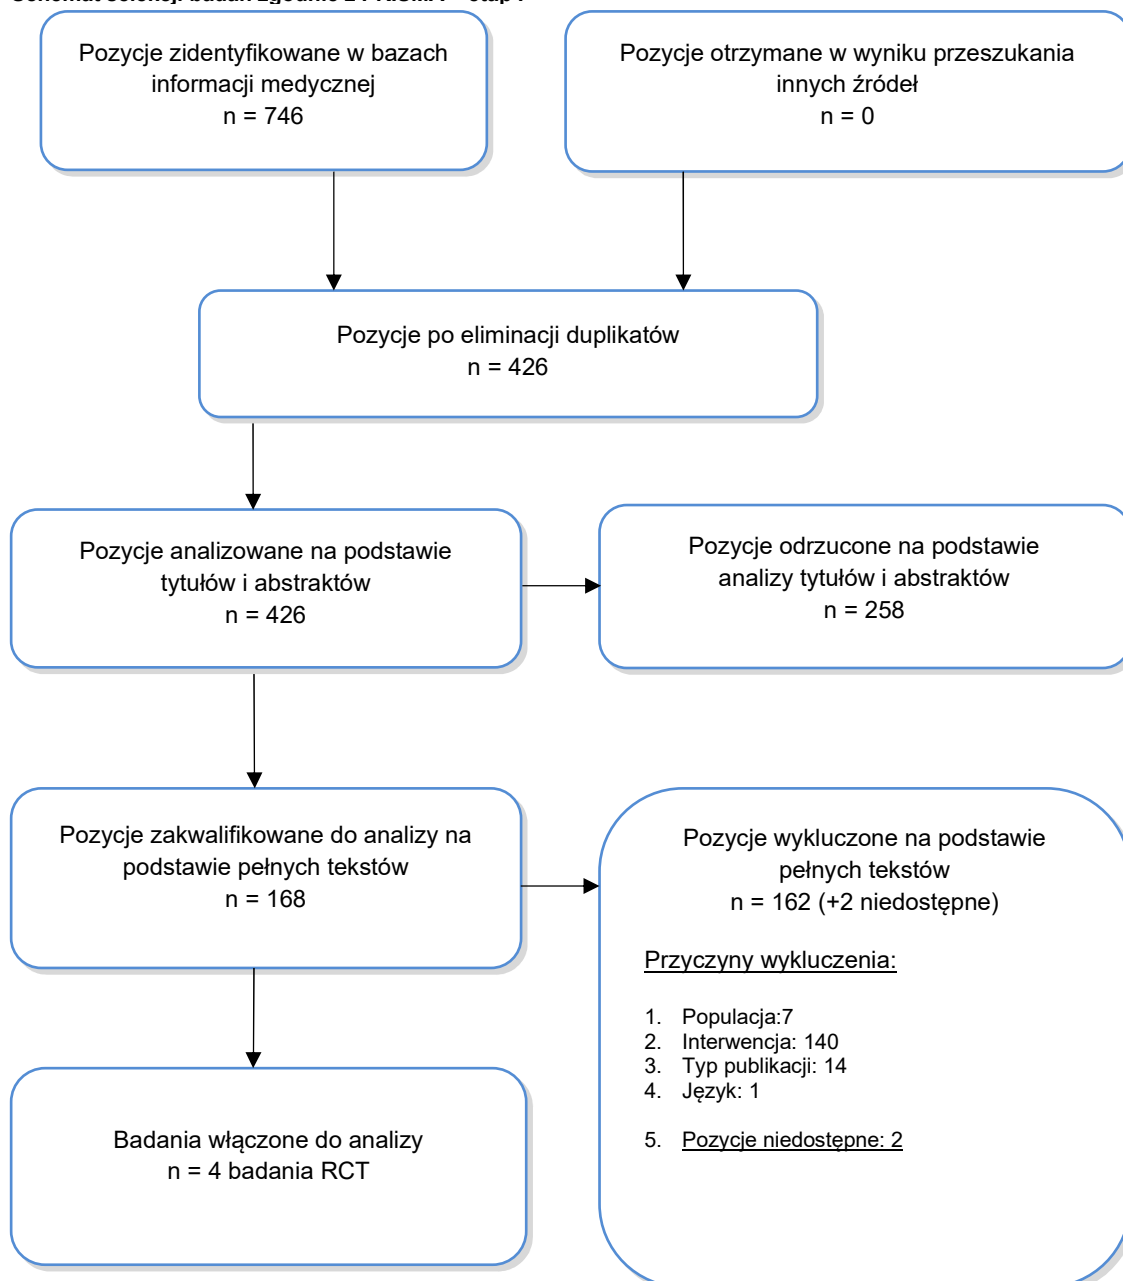 Pozycje zidentyfikowane w bazach
informacji medycznej
n = 746
Pozycje otrzymane w wyniku przeszukania
innych źródeł
n = 0
Pozycje po eliminacji duplikatów
n = 426
Pozycje analizowane na podstawie
tytułów i abstraktów
n = 426
Pozycje odrzucone na podstawie
analizy tytułów i abstraktów
n = 258
Pozycje zakwalifikowane do analizy na
podstawie pełnych tekstów
n = 168
Pozycje wykluczone na podstawie
pełnych tekstów
n = 162 (+2 niedostępne)
Przyczyny wykluczenia:
1. Populacja:7
2. Interwencja: 140
3. Typ publikacji: 14
4. Język: 1
5. Pozycje niedostępne: 2
Badania włączone do analizy
n = 4 badania RCT